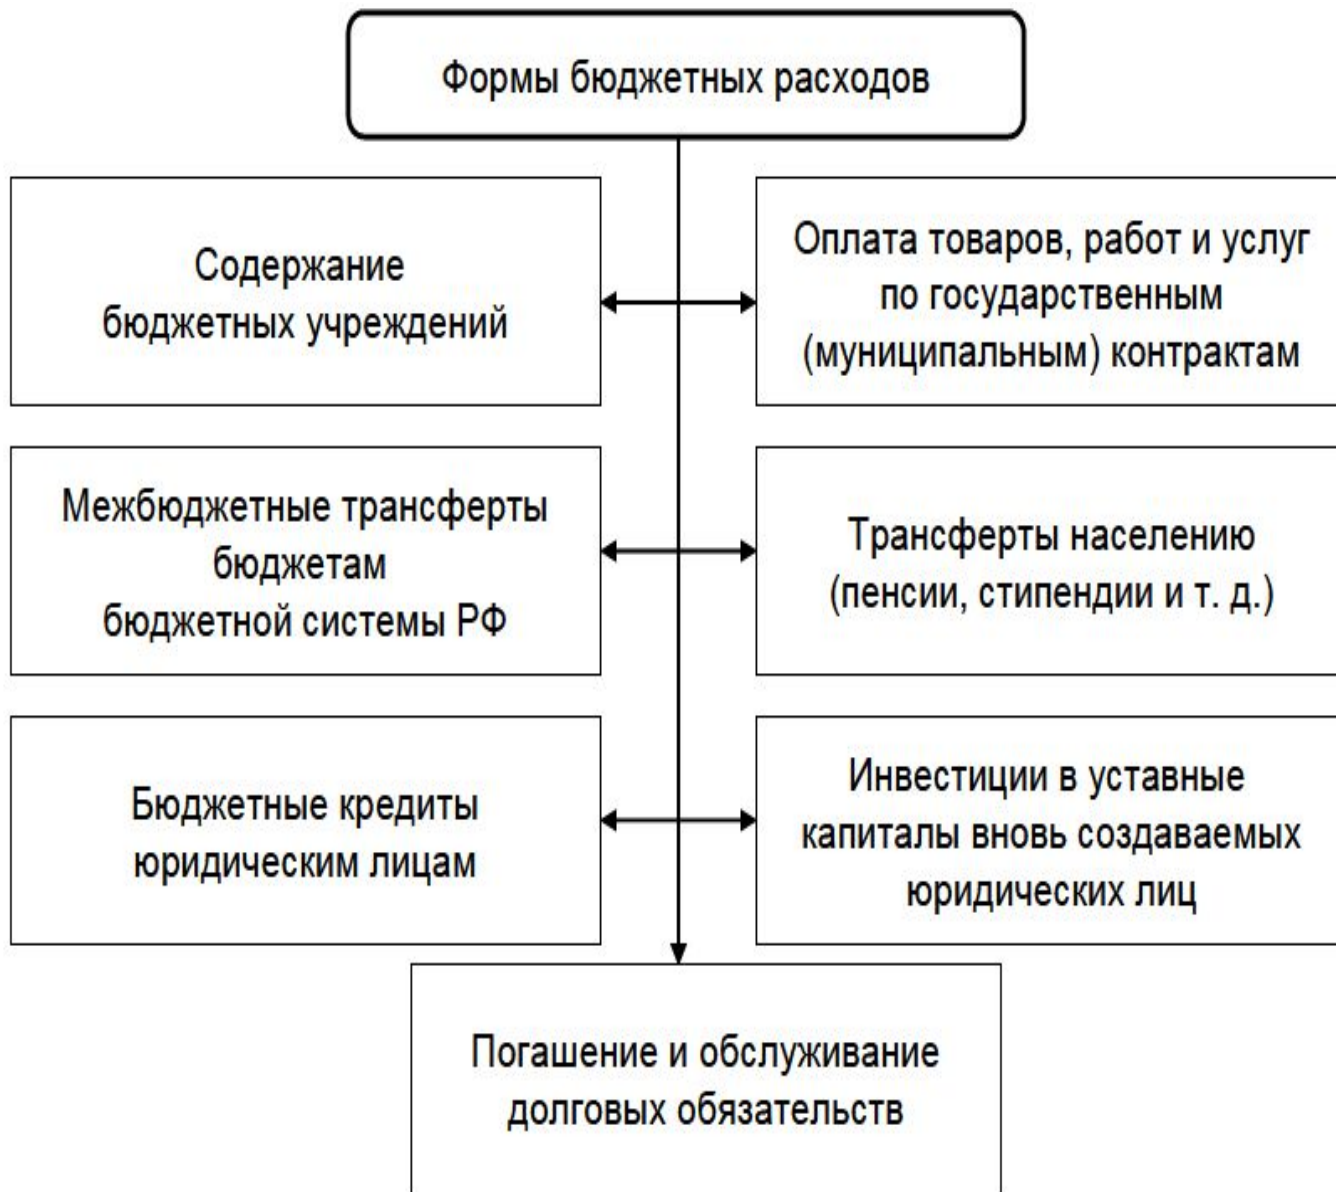 Формы бюджетных расходов
Содержание
бюджетных учреждений
Оплата товаров, работ и услуг
по государственным
(муниципальным) контрактам
Межбюджетные трансферты
бюджетам
бюджетной системы РФ
Трансферты населению
(пенсии, стипендии и т. д.)
Бюджетные кредиты
юридическим лицам
Инвестиции в уставные
капиталы вновь создаваемых
юридических лиц
Погашение и обслуживание
долговых обязательств